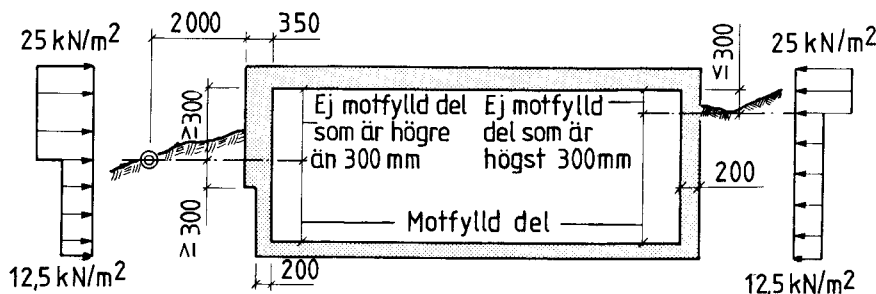 25 kN/m²
2000
350
≥300
Ej motfylld del
som är högre
än 300 mm
Ej motfylld
del som är
högst 300mm
≤300
25 kN/m²
≥300
200
Motfylld del
200
12,5 kN/m²
12.5 kN/m²